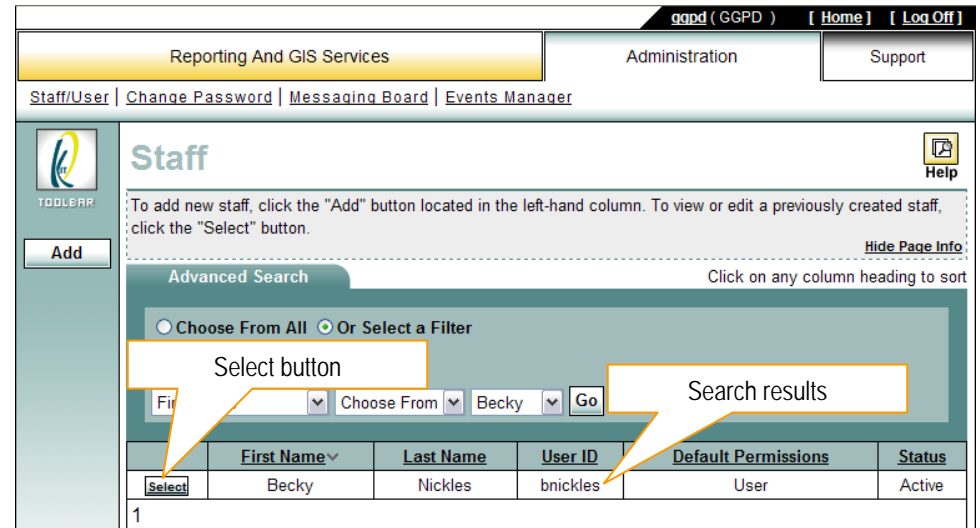 ggpd ( GGPD ) [ Home ] [ Log Off ]
Reporting And GIS Services
Administration
Support
Staff/User | Change Password | Messaging Board | Events Manager
TOOLBAR
Staff
Help
To add new staff, click the "Add" button located in the left-hand column. To view or edit a previously created staff,
click the "Select" button.
Hide Page Info
Add
Advanced Search
Click on any column heading to sort
Choose From All Or Select a Filter
Select button
Search results
Choose From Becky Go
First Name Last Name User ID Default Permissions Status
Select Becky Nickles bnickles User Active
1